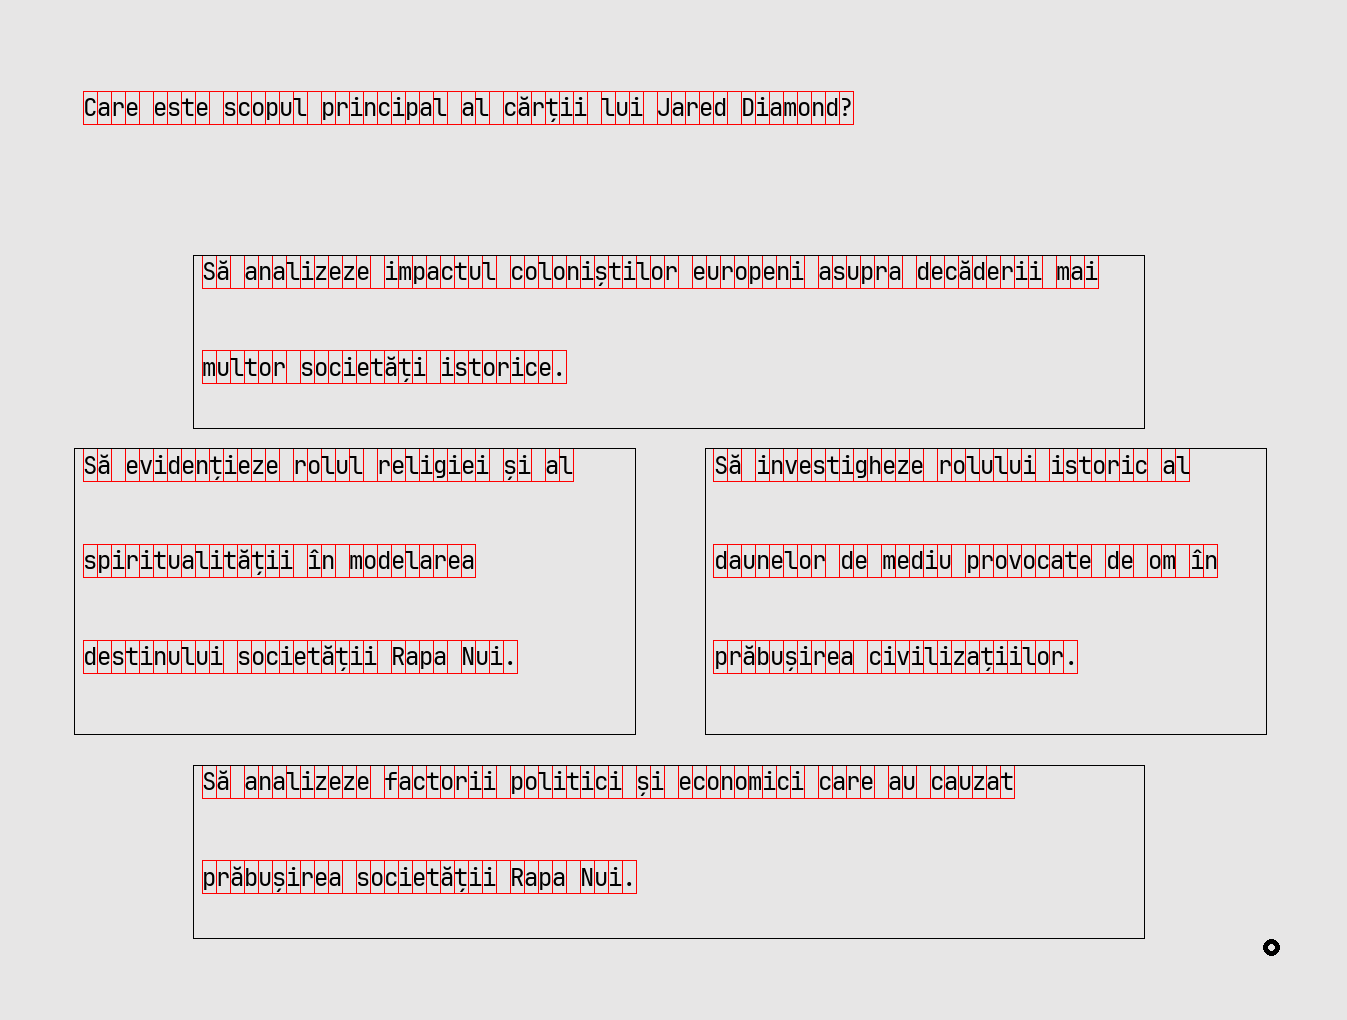 Care este scopul principal al cărții lui Jared Diamond?
Să analizeze impactul coloniștilor europeni asupra decăderii mai
multor societăți istorice.
Să evidențieze rolul religiei și al
spiritualității în modelarea
destinului societății Rapa Nui.
Să investigheze rolului istoric al
daunelor de mediu provocate de om în
prăbușirea civilizațiilor.
Să analizeze factorii politici și economici care au cauzat
prăbușirea societății Rapa Nui.